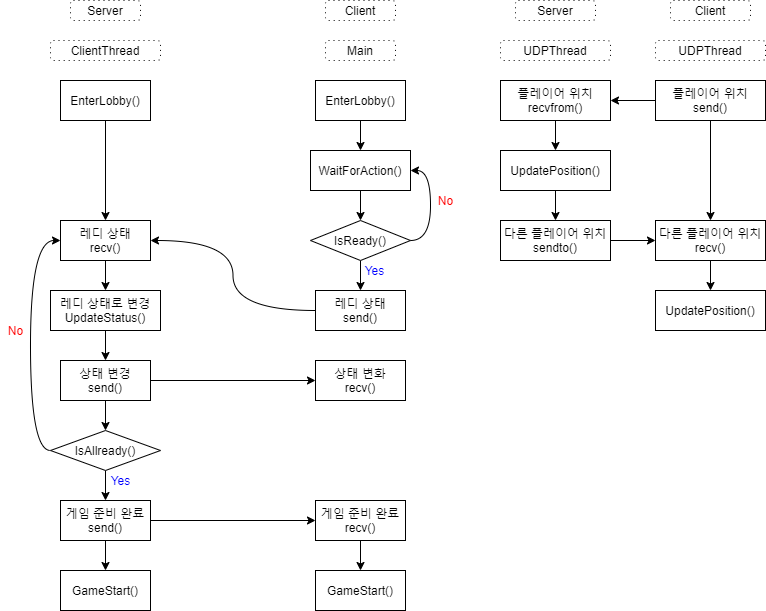 Server
Client
Server
Client
ClientThread
Main
UDPThread
UDPThread
EnterLobby()
EnterLobby()
플레이어 위치
recvfrom()
플레이어 위치
send()
WaitForAction()
UpdatePosition()
No
레디 상태
recv()
IsReady()
다른 플레이어 위치
sendto()
다른 플레이어 위치
recv()
Yes
레디 상태로 변경
UpdateStatus()
레디 상태
send()
UpdatePosition()
No
상태 변경
send()
상태 변화
recv()
IsAllready()
Yes
게임 준비 완료
send()
게임 준비 완료
recv()
GameStart()
GameStart()